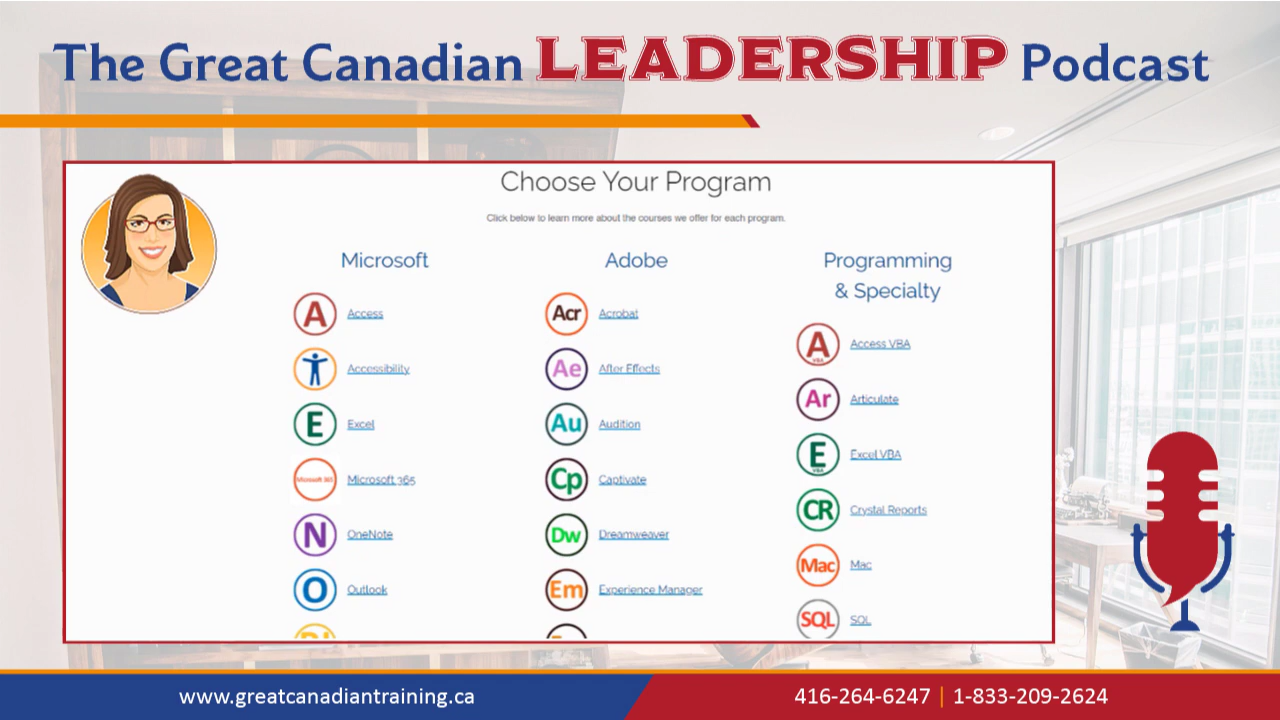 The Great Canadian LEADERSHIP Podcast
Choose Your Program
Click below to learn more about the courses we offer for each program.
Microsoft
A Access
Accessibility
E Excel
Microsoft 365 Microsoft 365
N OneNote
O Outlook
Adobe
Acr Acrobat
Ae After Effects
Au Audition
Cp Captivate
Dw Dreamweaver
Em Experience Manager
Programming
& Specialty
A VBA Access VBA
Ar Articulate
E VBA Excel VBA
CR Crystal Reports
Mac Mac
SQL SQL
www.greatcanadiantraining.ca
416-264-6247 | 1-833-209-2624